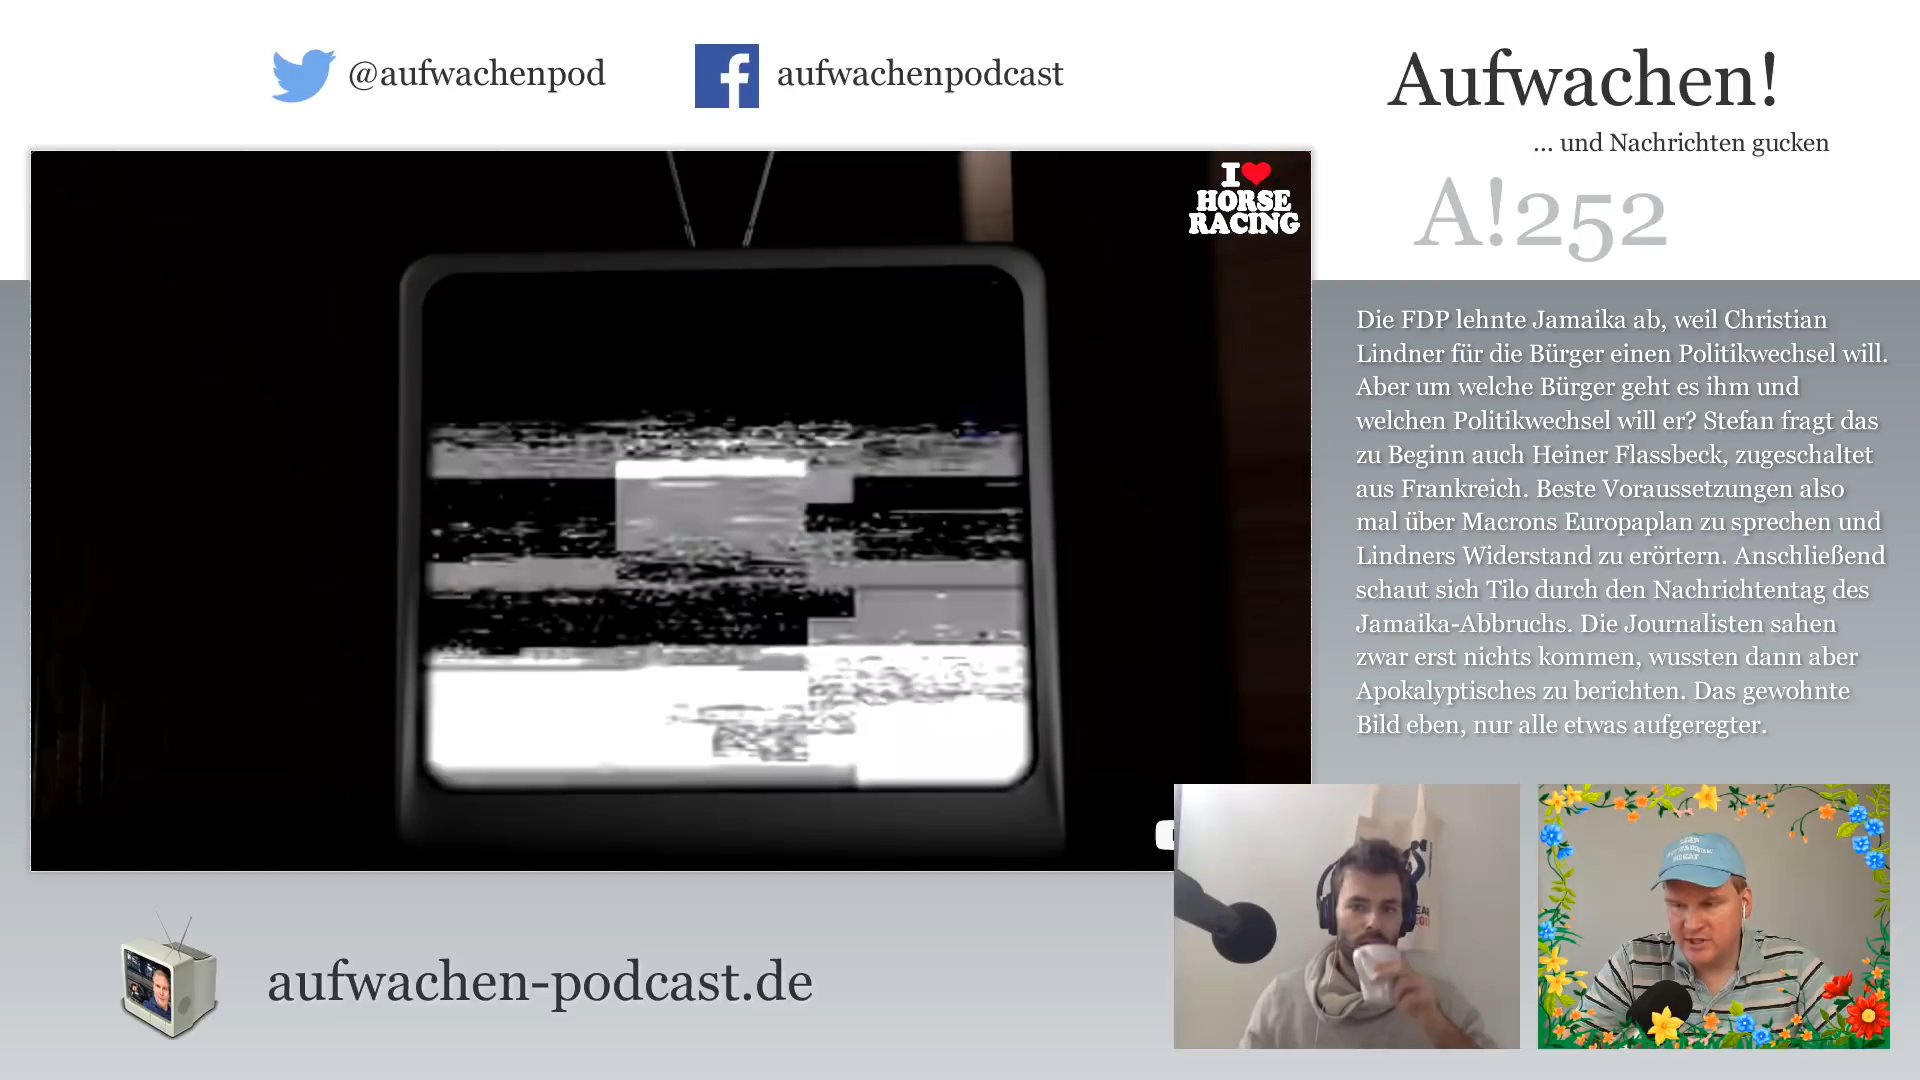 @aufwachenpod
aufwachenpodcast
Aufwachen!
... und Nachrichten gucken
A!252
I
HORSE
RACING
Die FDP lehnte Jamaika ab, weil Christian
Lindner für die Bürger einen Politikwechsel will.
Aber um welche Bürger geht es ihm und
welchen Politikwechsel will er? Stefan fragt das
zu Beginn auch Heiner Flassbeck, zugeschaltet
aus Frankreich. Beste Voraussetzungen also
mal über Macrons Europaplan zu sprechen und
Lindners Widerstand zu erörtern. Anschließend
schaut sich Tilo durch den Nachrichtentag des
Jamaika-Abbruchs. Die Journalisten sahen
zwar erst nichts kommen, wussten dann aber
Apokalyptisches zu berichten. Das gewohnte
Bild eben, nur alle etwas aufgeregter.
aufwachen-podcast.de